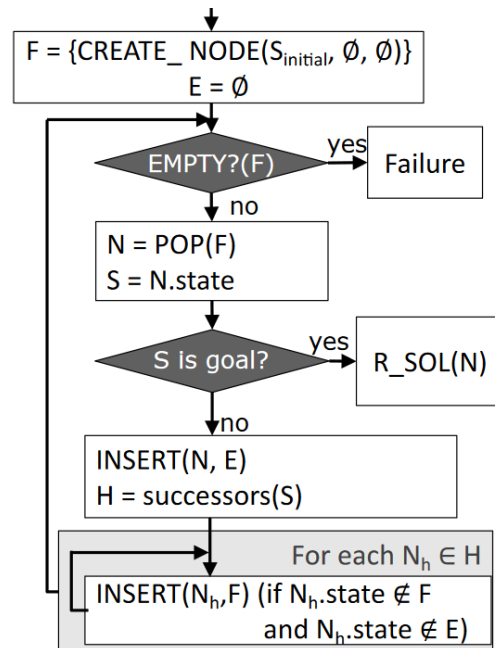 F = {CREATE_ NODE(Sinitial, Ø, Ø)}
E = Ø
EMPTY?(F)
yes
Failure
no
N = POP(F)
S = N.state
S is goal?
yes
R_SOL(N)
no
INSERT(N, E)
H = successors(S)
For each Nh ∈ H
INSERT(Nh,F) (if Nh.state ∉ F
and Nh.state ∉ E)